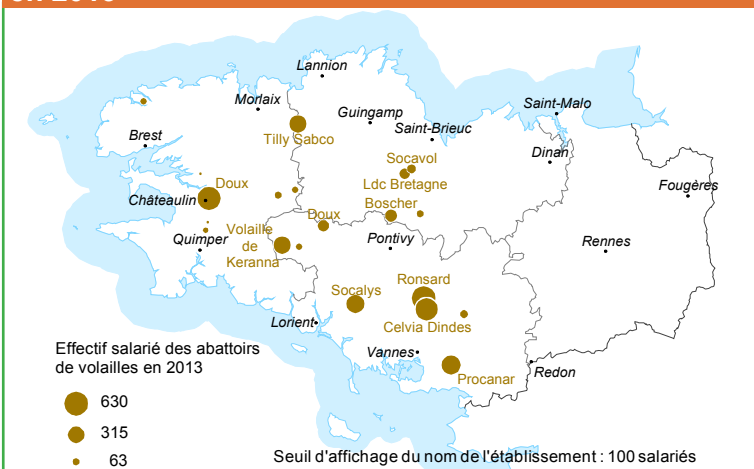 Lannion
Morlaix
Guingamp
Saint-Malo
Saint-Brieuc
Tilly Sabco
Brest
Dinan
Socavol
Ldc Bretagne
Doux
Fougères
Châteaulin
Boscher
Doux
Volaille
de
Keranna
Quimper
Pontivy
Rennes
Ronsard
Socalys
Celvia Dindes
Lorient
Vannes
Redon
Procanar
Effectif salarié des abattoirs
de volailles en 2013
630
315
63
Seuil d'affichage du nom de l'établissement : 100 salariés